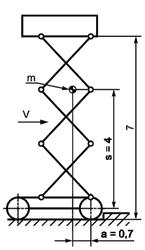 m
V
s = 4
7
a = 0,7